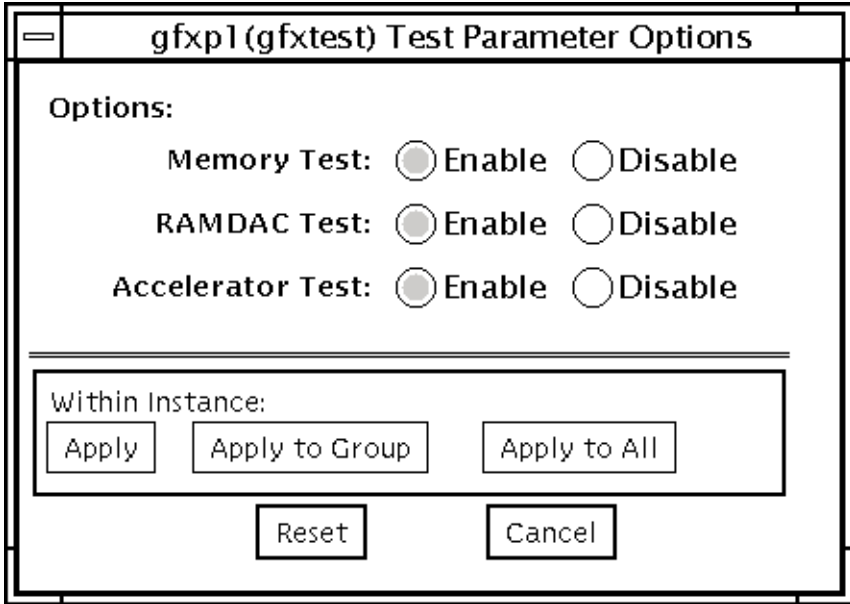 gfxp1(gfxtest) Test Parameter Options
Options:
Memory Test: Enable Disable
RAMDAC Test: Enable Disable
Accelerator Test: Enable Disable
Within Instance:
Apply Apply to Group Apply to All
Reset Cancel